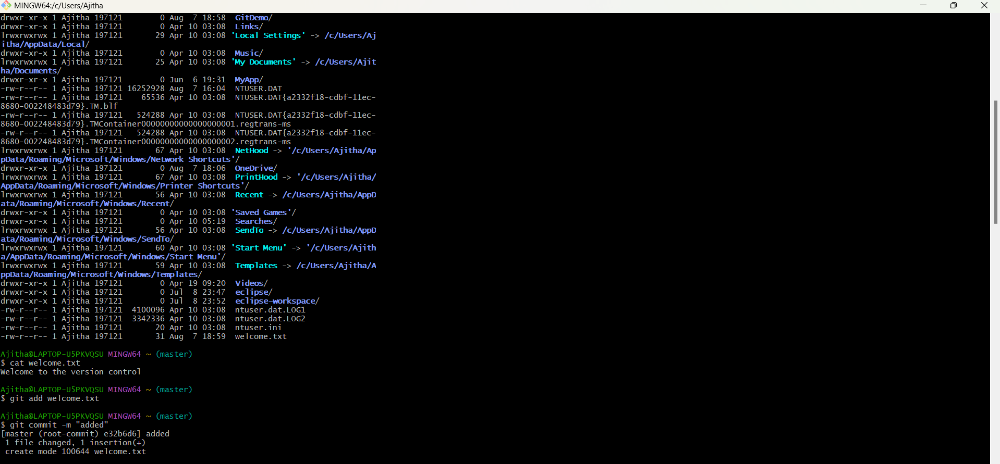 MINGW64:/c/Users/Ajitha
drwxr-xr-x 1 Ajitha 197121        0 Aug  7 18:58  GitDemo/
drwxr-xr-x 1 Ajitha 197121        0 Apr 10 03:08  Links/
lrwxrwxrwx 1 Ajitha 197121       29 Apr 10 03:08 'Local Settings' -> /c/Users/Aj
itha/AppData/Local/
drwxr-xr-x 1 Ajitha 197121        0 Apr 10 03:08  Music/
lrwxrwxrwx 1 Ajitha 197121       25 Apr 10 03:08 'My Documents' -> /c/Users/Ajit
ha/Documents/
drwxr-xr-x 1 Ajitha 197121        0 Jun  6 19:31  MyApp/
-rw-r--r-- 1 Ajitha 197121 16252928 Aug  7 16:04  NTUSER.DAT
-rw-r--r-- 1 Ajitha 197121    65536 Apr 10 03:08  NTUSER.DAT{a2332f18-cdbf-11ec-
8680-002248483d79}.TM.blf
-rw-r--r-- 1 Ajitha 197121   524288 Apr 10 03:08  NTUSER.DAT{a2332f18-cdbf-11ec-
8680-002248483d79}.TMContainer00000000000000000001.regtrans-ms
-rw-r--r-- 1 Ajitha 197121   524288 Apr 10 03:08  NTUSER.DAT{a2332f18-cdbf-11ec-
8680-002248483d79}.TMContainer00000000000000000002.regtrans-ms
lrwxrwxrwx 1 Ajitha 197121       67 Apr 10 03:08  NetHood -> '/c/Users/Ajitha/Ap
pData/Roaming/Microsoft/Windows/Network Shortcuts'/
drwxr-xr-x 1 Ajitha 197121        0 Aug  7 18:06  OneDrive/
lrwxrwxrwx 1 Ajitha 197121       67 Apr 10 03:08  PrintHood -> '/c/Users/Ajitha/
AppData/Roaming/Microsoft/Windows/Printer Shortcuts'/
lrwxrwxrwx 1 Ajitha 197121       56 Apr 10 03:08  Recent -> /c/Users/Ajitha/AppD
ata/Roaming/Microsoft/Windows/Recent/
drwxr-xr-x 1 Ajitha 197121        0 Apr 10 03:08 'Saved Games'/
drwxr-xr-x 1 Ajitha 197121        0 Apr 10 05:19  Searches/
lrwxrwxrwx 1 Ajitha 197121       56 Apr 10 03:08  SendTo -> /c/Users/Ajitha/AppD
ata/Roaming/Microsoft/Windows/SendTo/
lrwxrwxrwx 1 Ajitha 197121       60 Apr 10 03:08 'Start Menu' -> '/c/Users/Ajith
a/AppData/Roaming/Microsoft/Windows/Start Menu'/
lrwxrwxrwx 1 Ajitha 197121       59 Apr 10 03:08  Templates -> /c/Users/Ajitha/A
ppData/Roaming/Microsoft/Windows/Templates/
drwxr-xr-x 1 Ajitha 197121        0 Apr 19 09:20  Videos/
drwxr-xr-x 1 Ajitha 197121        0 Jul  8 23:47  eclipse/
drwxr-xr-x 1 Ajitha 197121        0 Jul  8 23:52  eclipse-workspace/
-rw-r--r-- 1 Ajitha 197121  4100096 Apr 10 03:08  ntuser.dat.LOG1
-rw-r--r-- 1 Ajitha 197121  3342336 Apr 10 03:08  ntuser.dat.LOG2
-rw-r--r-- 1 Ajitha 197121       20 Apr 10 03:08  ntuser.ini
-rw-r--r-- 1 Ajitha 197121       31 Aug  7 18:59  welcome.txt
Ajitha@LAPTOP-U5PKVQSU MINGW64 ~ (master)
$ cat welcome.txt
Welcome to the version control
Ajitha@LAPTOP-U5PKVQSU MINGW64 ~ (master)
$ git add welcome.txt
Ajitha@LAPTOP-U5PKVQSU MINGW64 ~ (master)
$ git commit -m "added"
[master (root-commit) e32b6d6] added
 1 file changed, 1 insertion(+)
 create mode 100644 welcome.txt